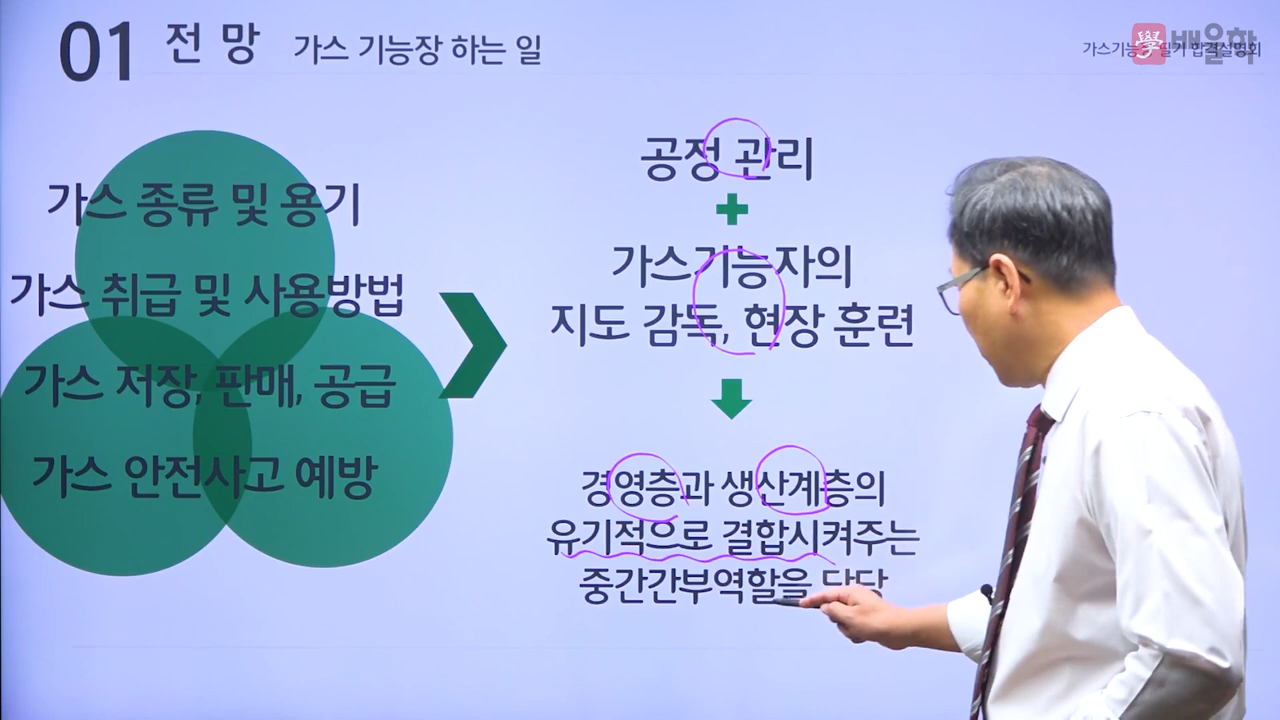 01 전 망 가스 기능장 하는 일
學 배울학
가스기능장 필기 합격설명회
가스 종류 및 용기
가스 취급 및 사용방법
가스 저장, 판매, 공급
가스 안전사고 예방
공정 관리
가스기능자의
지도 감독, 현장 훈련
경영층과 생산계층의
유기적으로 결합시켜주는
중간간부역할을 담당